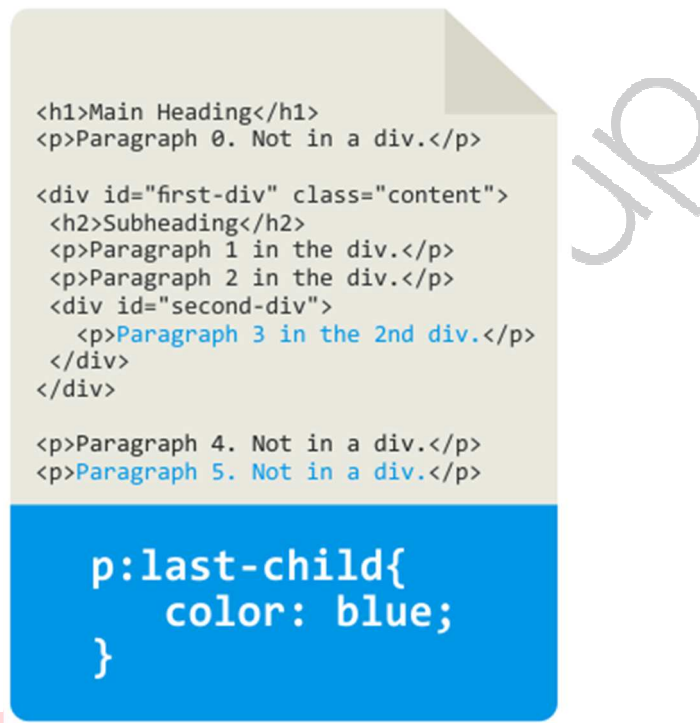 <h1>Main Heading</h1>
<p>Paragraph 0. Not in a div.</p>
<div id="first-div" class="content">
<h2>Subheading</h2>
<p>Paragraph 1 in the div.</p>
<p>Paragraph 2 in the div.</p>
<div id="second-div">
<p>Paragraph 3 in the 2nd div.</p>
</div>
</div>
<p>Paragraph 4. Not in a div.</p>
<p>Paragraph 5. Not in a div.</p>
p:last-child{
color: blue;
}
up